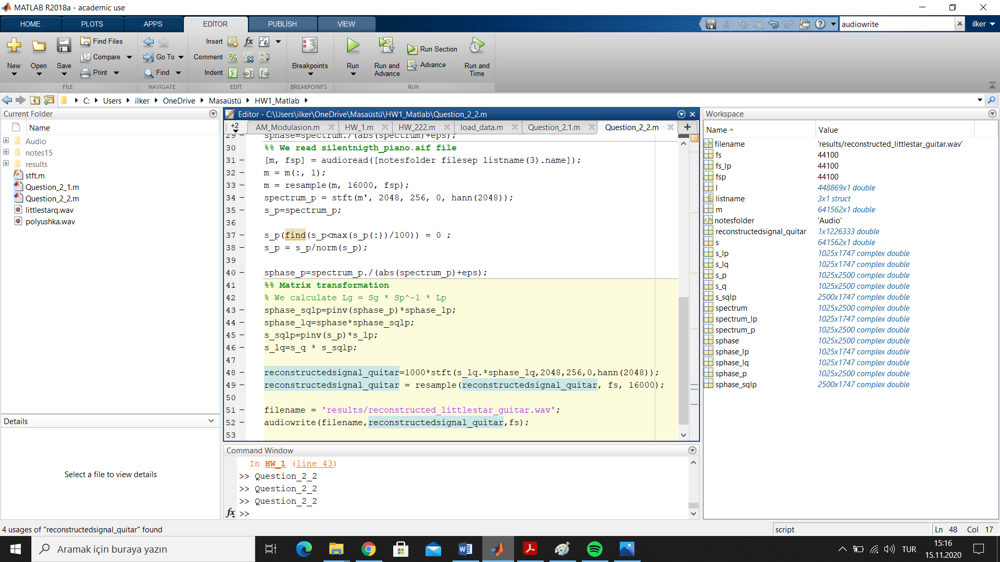 MATLAB R2018a - academic use
HOME PLOTS APPS EDİTOR PUBLİSH VİEW audiowrite ilker
New Open Save Find Files Compare Print
Go To Find
Insert Comment Indent
Breakpoints
Run Run and Advance Run Section Advance Run and Time
FİLE NAVİGATE EDİT BREAKPOİNTS RUN
C: Users ilker OneDrive Masaüstü HW1_Matlab
Current Folder
Name
Audio
notes15
results
stft.m
Question_2_1.m
Question_2_2.m
littlestarq.wav
polyushka.wav
Details
Select a file to view details
Editor - C:\Users\ilker\OneDrive\Masaüstü\HW1_Matlab\Question_2_2.m
+2 AM_Modulasion.m HW_1.m HW_222.m load_data.m Question_2.1.m Question_2_2.m
29 sphase=spectrum./(abs(spectrum)+eps);
30 %% We read silentnigth_piano.aif file
31 [m, fsp] = audioread([notesfolder filesep listname(3).name]);
32 m = m(:, 1);
33 m = resample(m, 16000, fsp);
34 spectrum_p = stft(m', 2048, 256, 0, hann(2048));
35 s_p=spectrum_p;
36
37 s_p(find(s_p<max(s_p(:))/100)) = 0 ;
38 s_p = s_p/norm(s_p);
39
40 sphase_p=spectrum_p./(abs(spectrum_p)+eps);
41 %% Matrix transformation
42 % We calculate Lg = Sg * Sp^-1 * Lp
43 sphase_sqlp=pinv(sphase_p)*sphase_lp;
44 sphase_lq=sphase*sphase_sqlp;
45 s_sqlp=pinv(s_p)*s_lp;
46 s_lq=s_q * s_sqlp;
47
48 reconstructedsignal_quitar=1000*stft(s_lq.*sphase_lq,2048,256,0,hann(2048));
49 reconstructedsignal_quitar = resample(reconstructedsignal_quitar, fs, 16000);
50
51 filename = 'results/reconstructed_littlestar_guitar.wav';
52 audiowrite(filename,reconstructedsignal_quitar,fs);
53
Command Window
In HW_1 (line 43)
>> Question_2_2
>> Question_2_2
>> Question_2_2
fx >>
Workspace
Name Value
filename 'results/reconstructed_littlestar_guitar.wav'
fs 44100
fs_lp 44100
fsp 44100
l 448869x1 double
listname 3x1 struct
m 641562x1 double
notesfolder 'Audio'
reconstructedsignal_quitar 1x1226333 double
s 641562x1 double
s_lp 1025x1747 complex double
s_lq 1025x1747 complex double
s_p 1025x2500 complex double
s_q 1025x2500 complex double
s_sqlp 2500x1747 complex double
spectrum 1025x2500 complex double
spectrum_lp 1025x1747 complex double
spectrum_p 1025x2500 complex double
sphase 1025x2500 complex double
sphase_lp 1025x1747 complex double
sphase_lq 1025x1747 complex double
sphase_p 1025x2500 complex double
sphase_sqlp 2500x1747 complex double
4 usages of "reconstructedsignal_quitar" found
script Ln 48 Col 17
Aramak için buraya yazın
TUR 15:16
15.11.2020